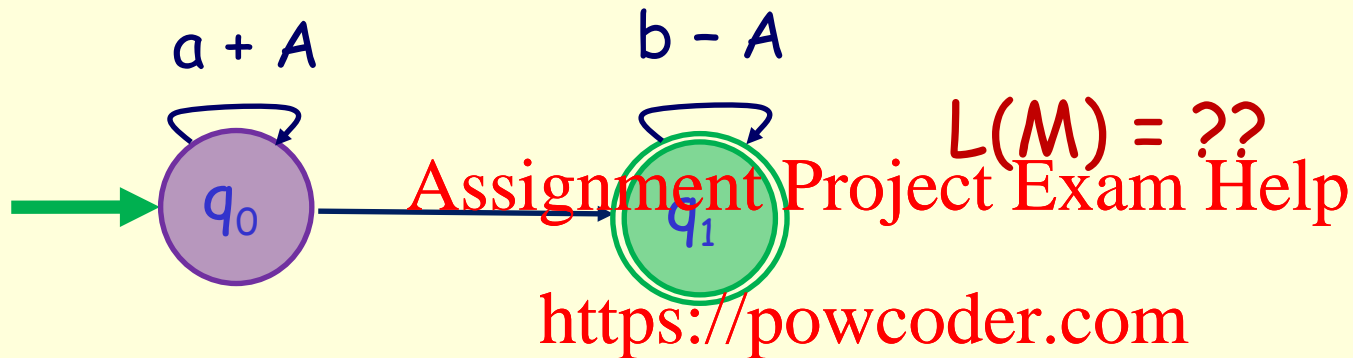 a + A
b - A
L(M) = ??
Assignment Project Exam Help
q0
q1
https://powcoder.com